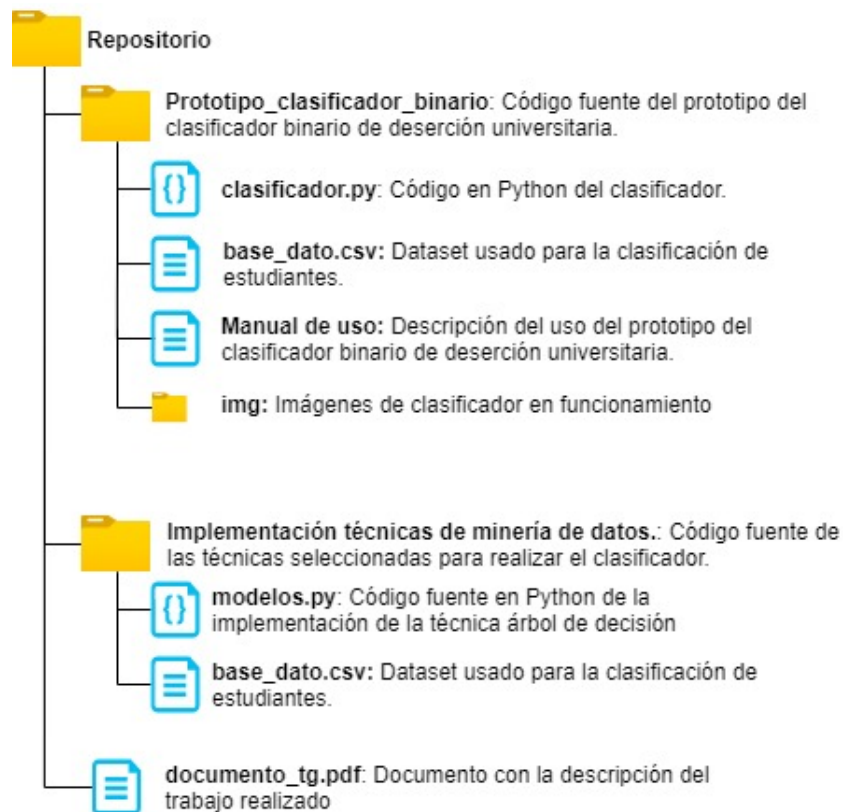 Repositorio
Prototipo_clasificador_binario: Código fuente del prototipo del
clasificador binario de deserción universitaria.
{} clasificador.py: Código en Python del clasificador.
base_dato.csv: Dataset usado para la clasificación de
estudiantes.
Manual de uso: Descripción del uso del prototipo del
clasificador binario de deserción universitaria.
img: Imágenes de clasificador en funcionamiento
Implementación técnicas de minería de datos.: Código fuente de
las técnicas seleccionadas para realizar el clasificador.
{} modelos.py: Código fuente en Python de la
implementación de la técnica árbol de decisión
base_dato.csv: Dataset usado para la clasificación de
estudiantes.
documento_tg.pdf: Documento con la descripción del
trabajo realizado